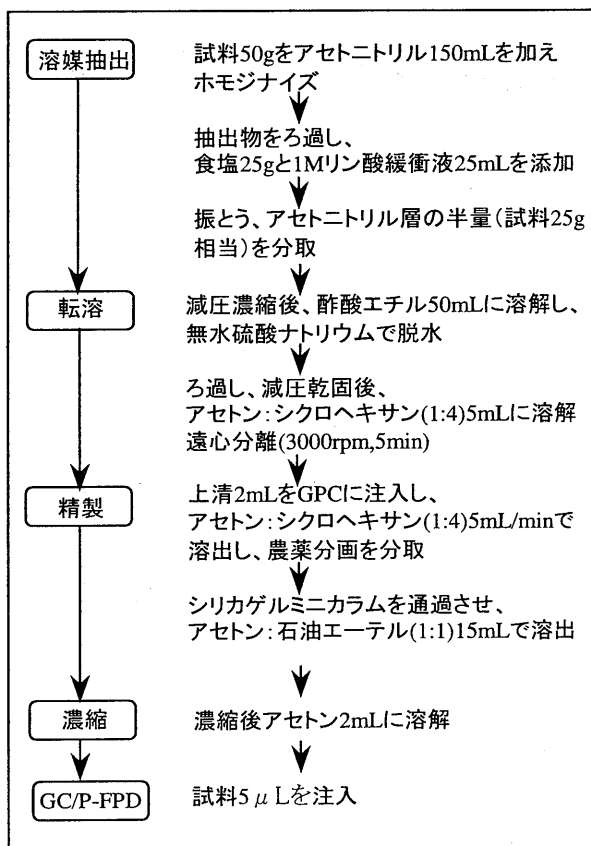 溶媒抽出
試料50gをアセトニトリル150mLを加え
ホモジナイズ
抽出物をろ過し、
食塩25gと1Mリン酸緩衝液25mLを添加
振とう、アセトニトリル層の半量(試料25g
相当)を分取
転溶
減圧濃縮後、酢酸エチル50mLに溶解し、
無水硫酸ナトリウムで脱水
ろ過し、減圧乾固後、
アセトン:シクロヘキサン(1:4)5mLに溶解
遠心分離(3000rpm,5min)
精製
上清2mLをGPCに注入し、
アセトン:シクロヘキサン(1:4)5mL/minで
溶出し、農薬分画を分取
シリカゲルミニカラムを通過させ、
アセトン:石油エーテル(1:1)15mLで溶出
濃縮
濃縮後アセトン2mLに溶解
GC/P-FPD
試料5μLを注入